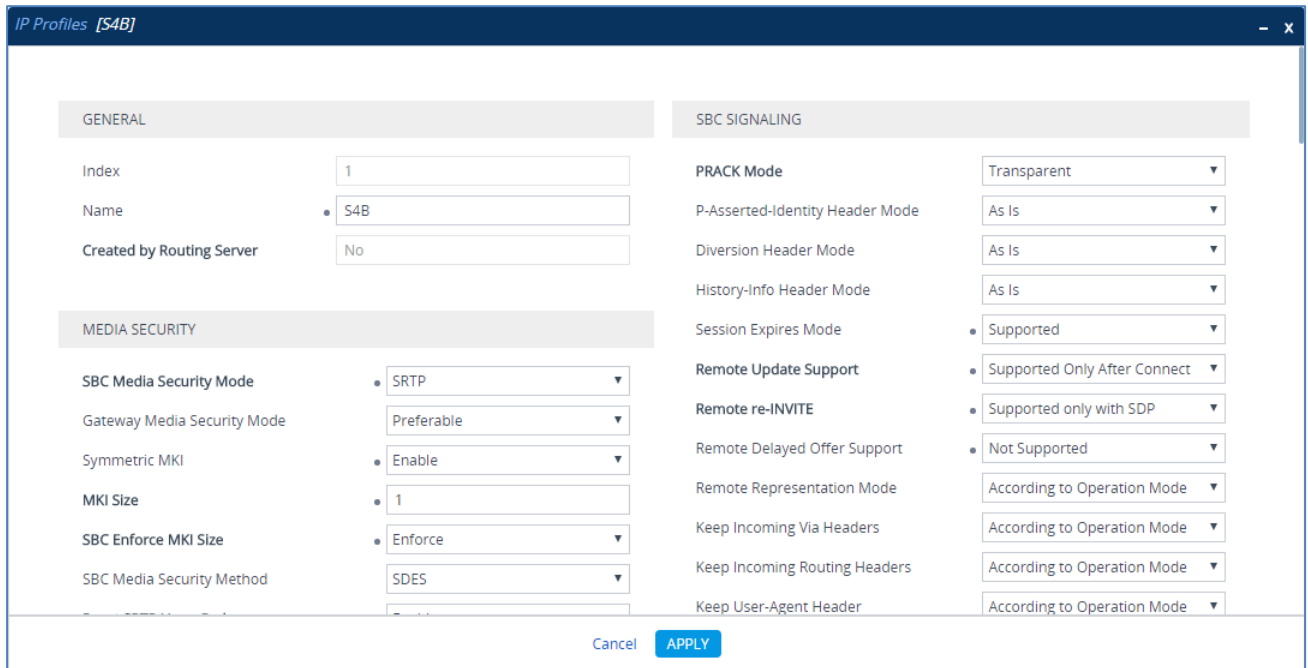 IP Profiles [S4B]
– x
GENERAL
Index 1
Name S4B
Created by Routing Server No
MEDIA SECURITY
SBC Media Security Mode SRTP
Gateway Media Security Mode Preferable
Symmetric MKI Enable
MKI Size 1
SBC Enforce MKI Size Enforce
SBC Media Security Method SDES
SBC SIGNALING
PRACK Mode Transparent
P-Asserted-Identity Header Mode As Is
Diversion Header Mode As Is
History-Info Header Mode As Is
Session Expires Mode Supported
Remote Update Support Supported Only After Connect
Remote re-INVITE Supported only with SDP
Remote Delayed Offer Support Not Supported
Remote Representation Mode According to Operation Mode
Keep Incoming Via Headers According to Operation Mode
Keep Incoming Routing Headers According to Operation Mode
Keep User-Agent Header According to Operation Mode
Cancel APPLY